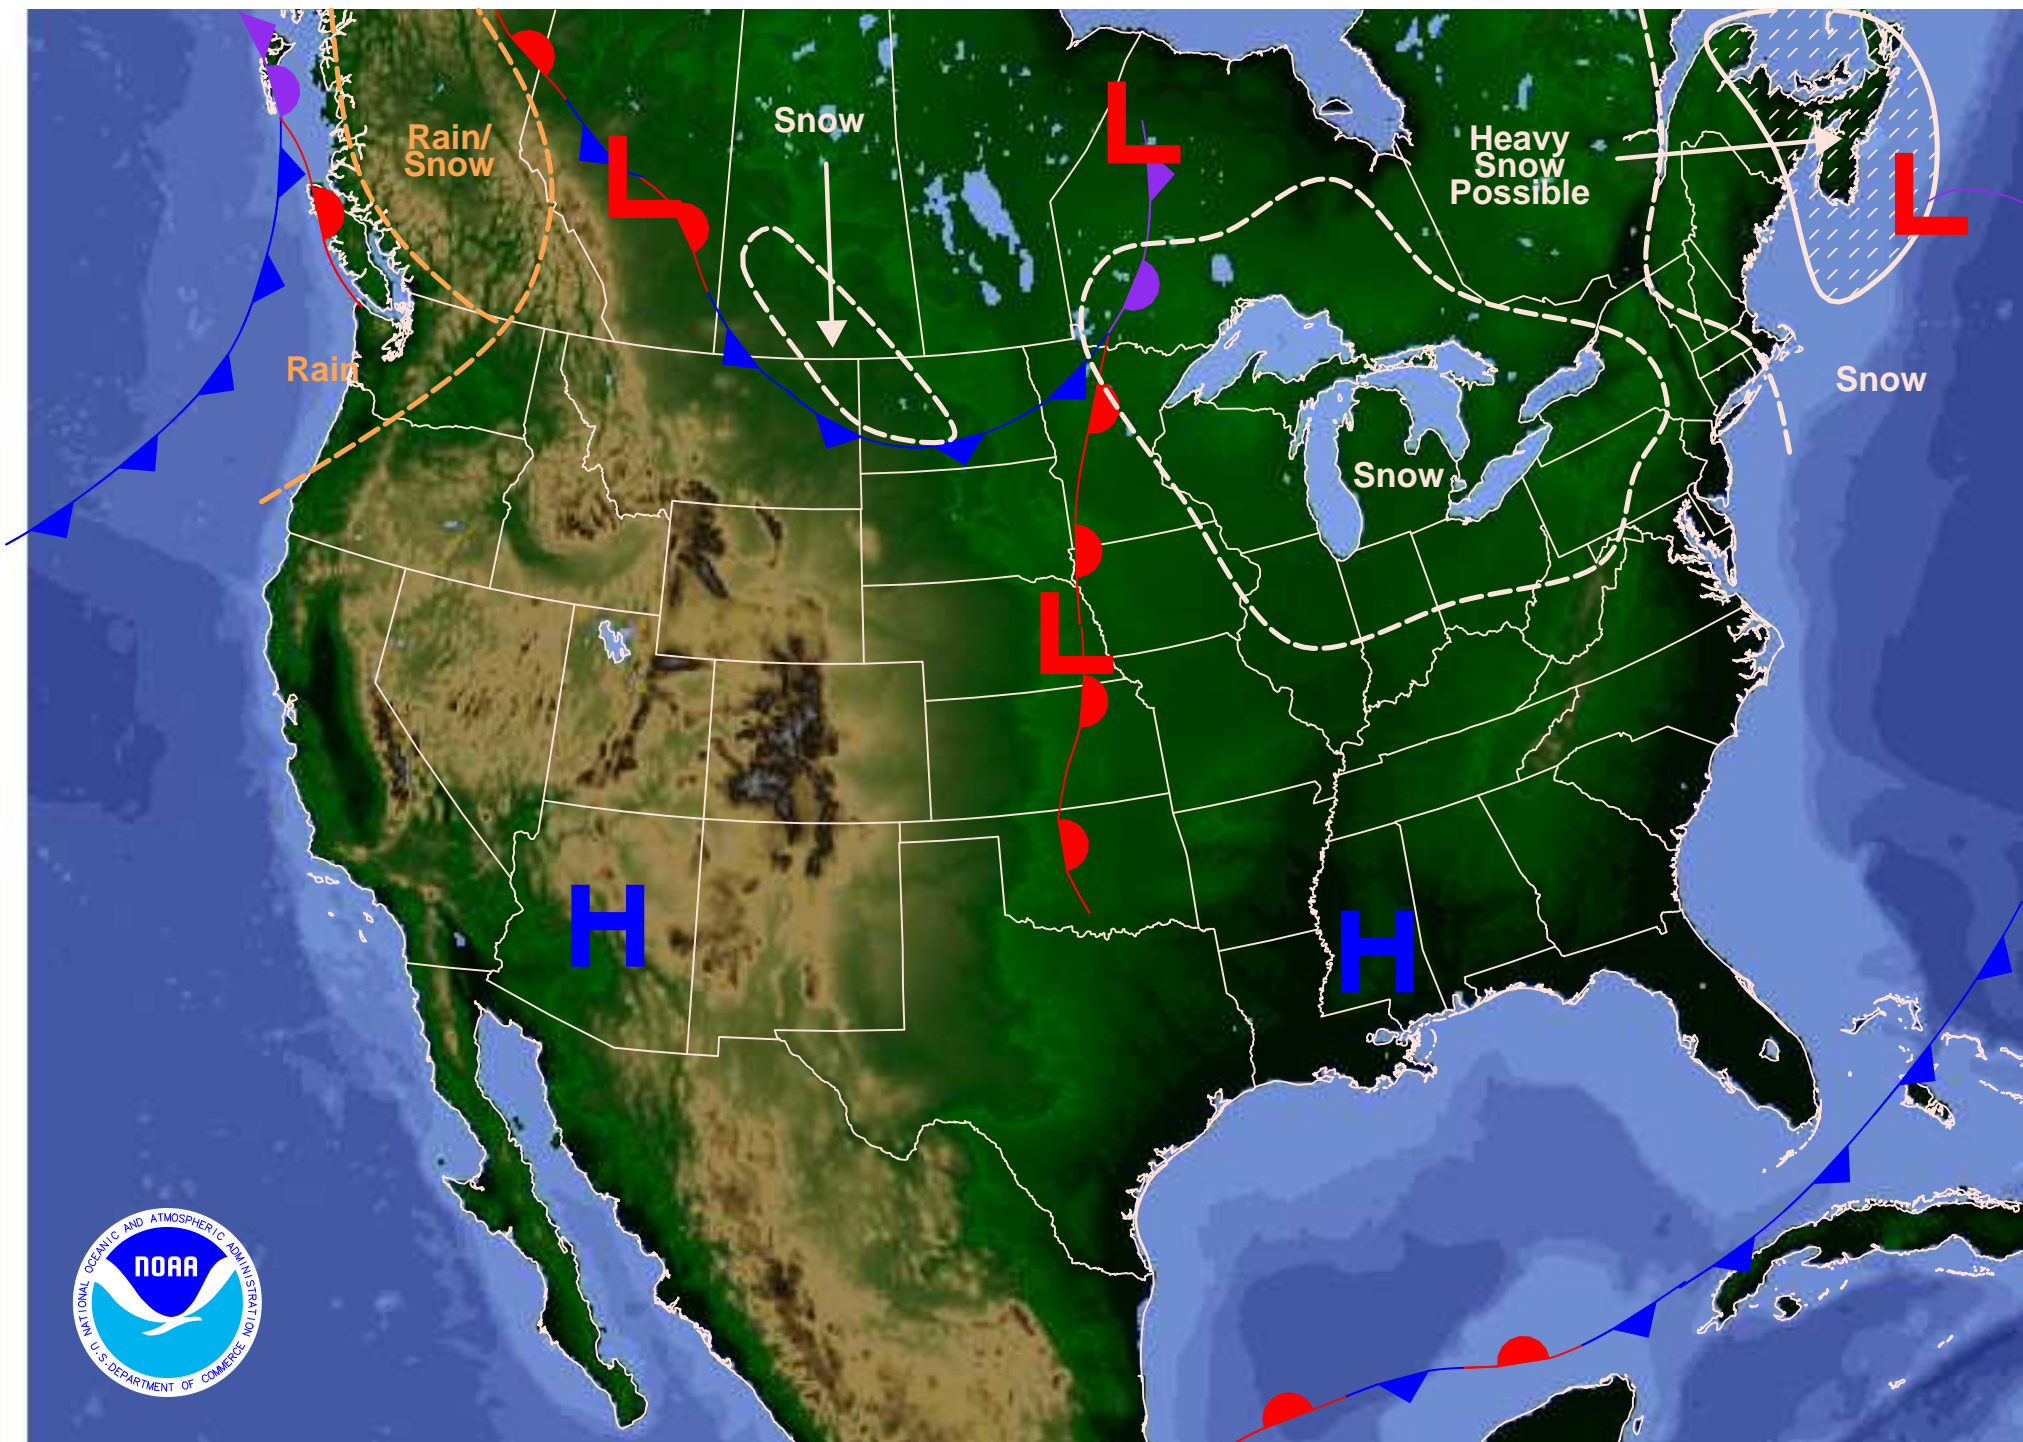 Rain/
Snow
Snow
L
L
Heavy
Snow
Possible
L
Rain
Snow
Snow
L
H
H
NATIONAL OCEANIC AND ATMOSPHERIC ADMINISTRATION
NOAA
U.S. DEPARTMENT OF COMMERCE